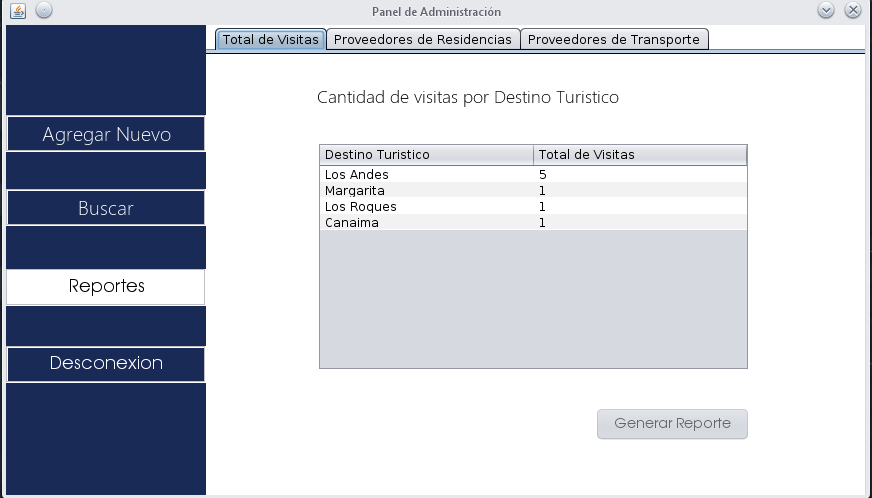 Panel de Administración
Total de Visitas Proveedores de Residencias Proveedores de Transporte
Cantidad de visitas por Destino Turistico
Agregar Nuevo
Buscar
Reportes
Desconexion
Destino Turistico Total de Visitas
Los Andes 5
Margarita 1
Los Roques 1
Canaima 1
Generar Reporte